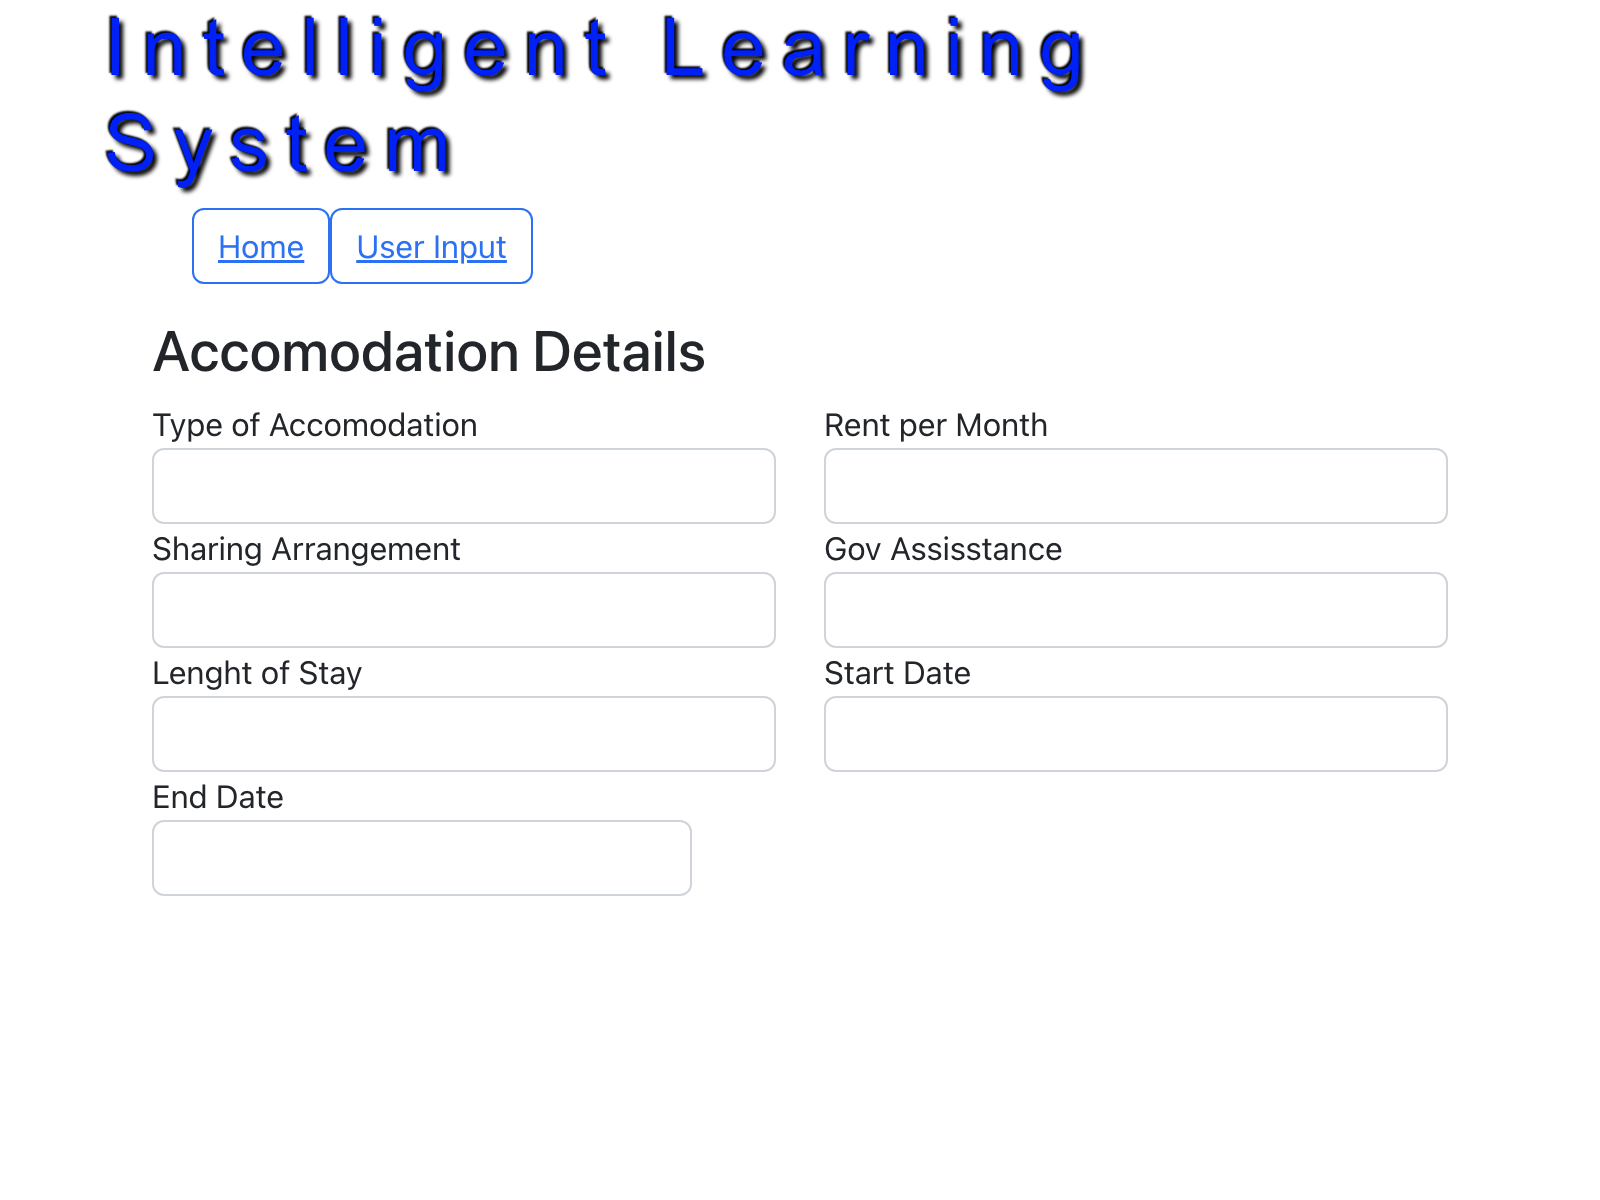 Intelligent Learning
System
Home User Input
Accomodation Details
Type of Accomodation Rent per Month
Sharing Arrangement Gov Assisstance
Lenght of Stay Start Date
End Date